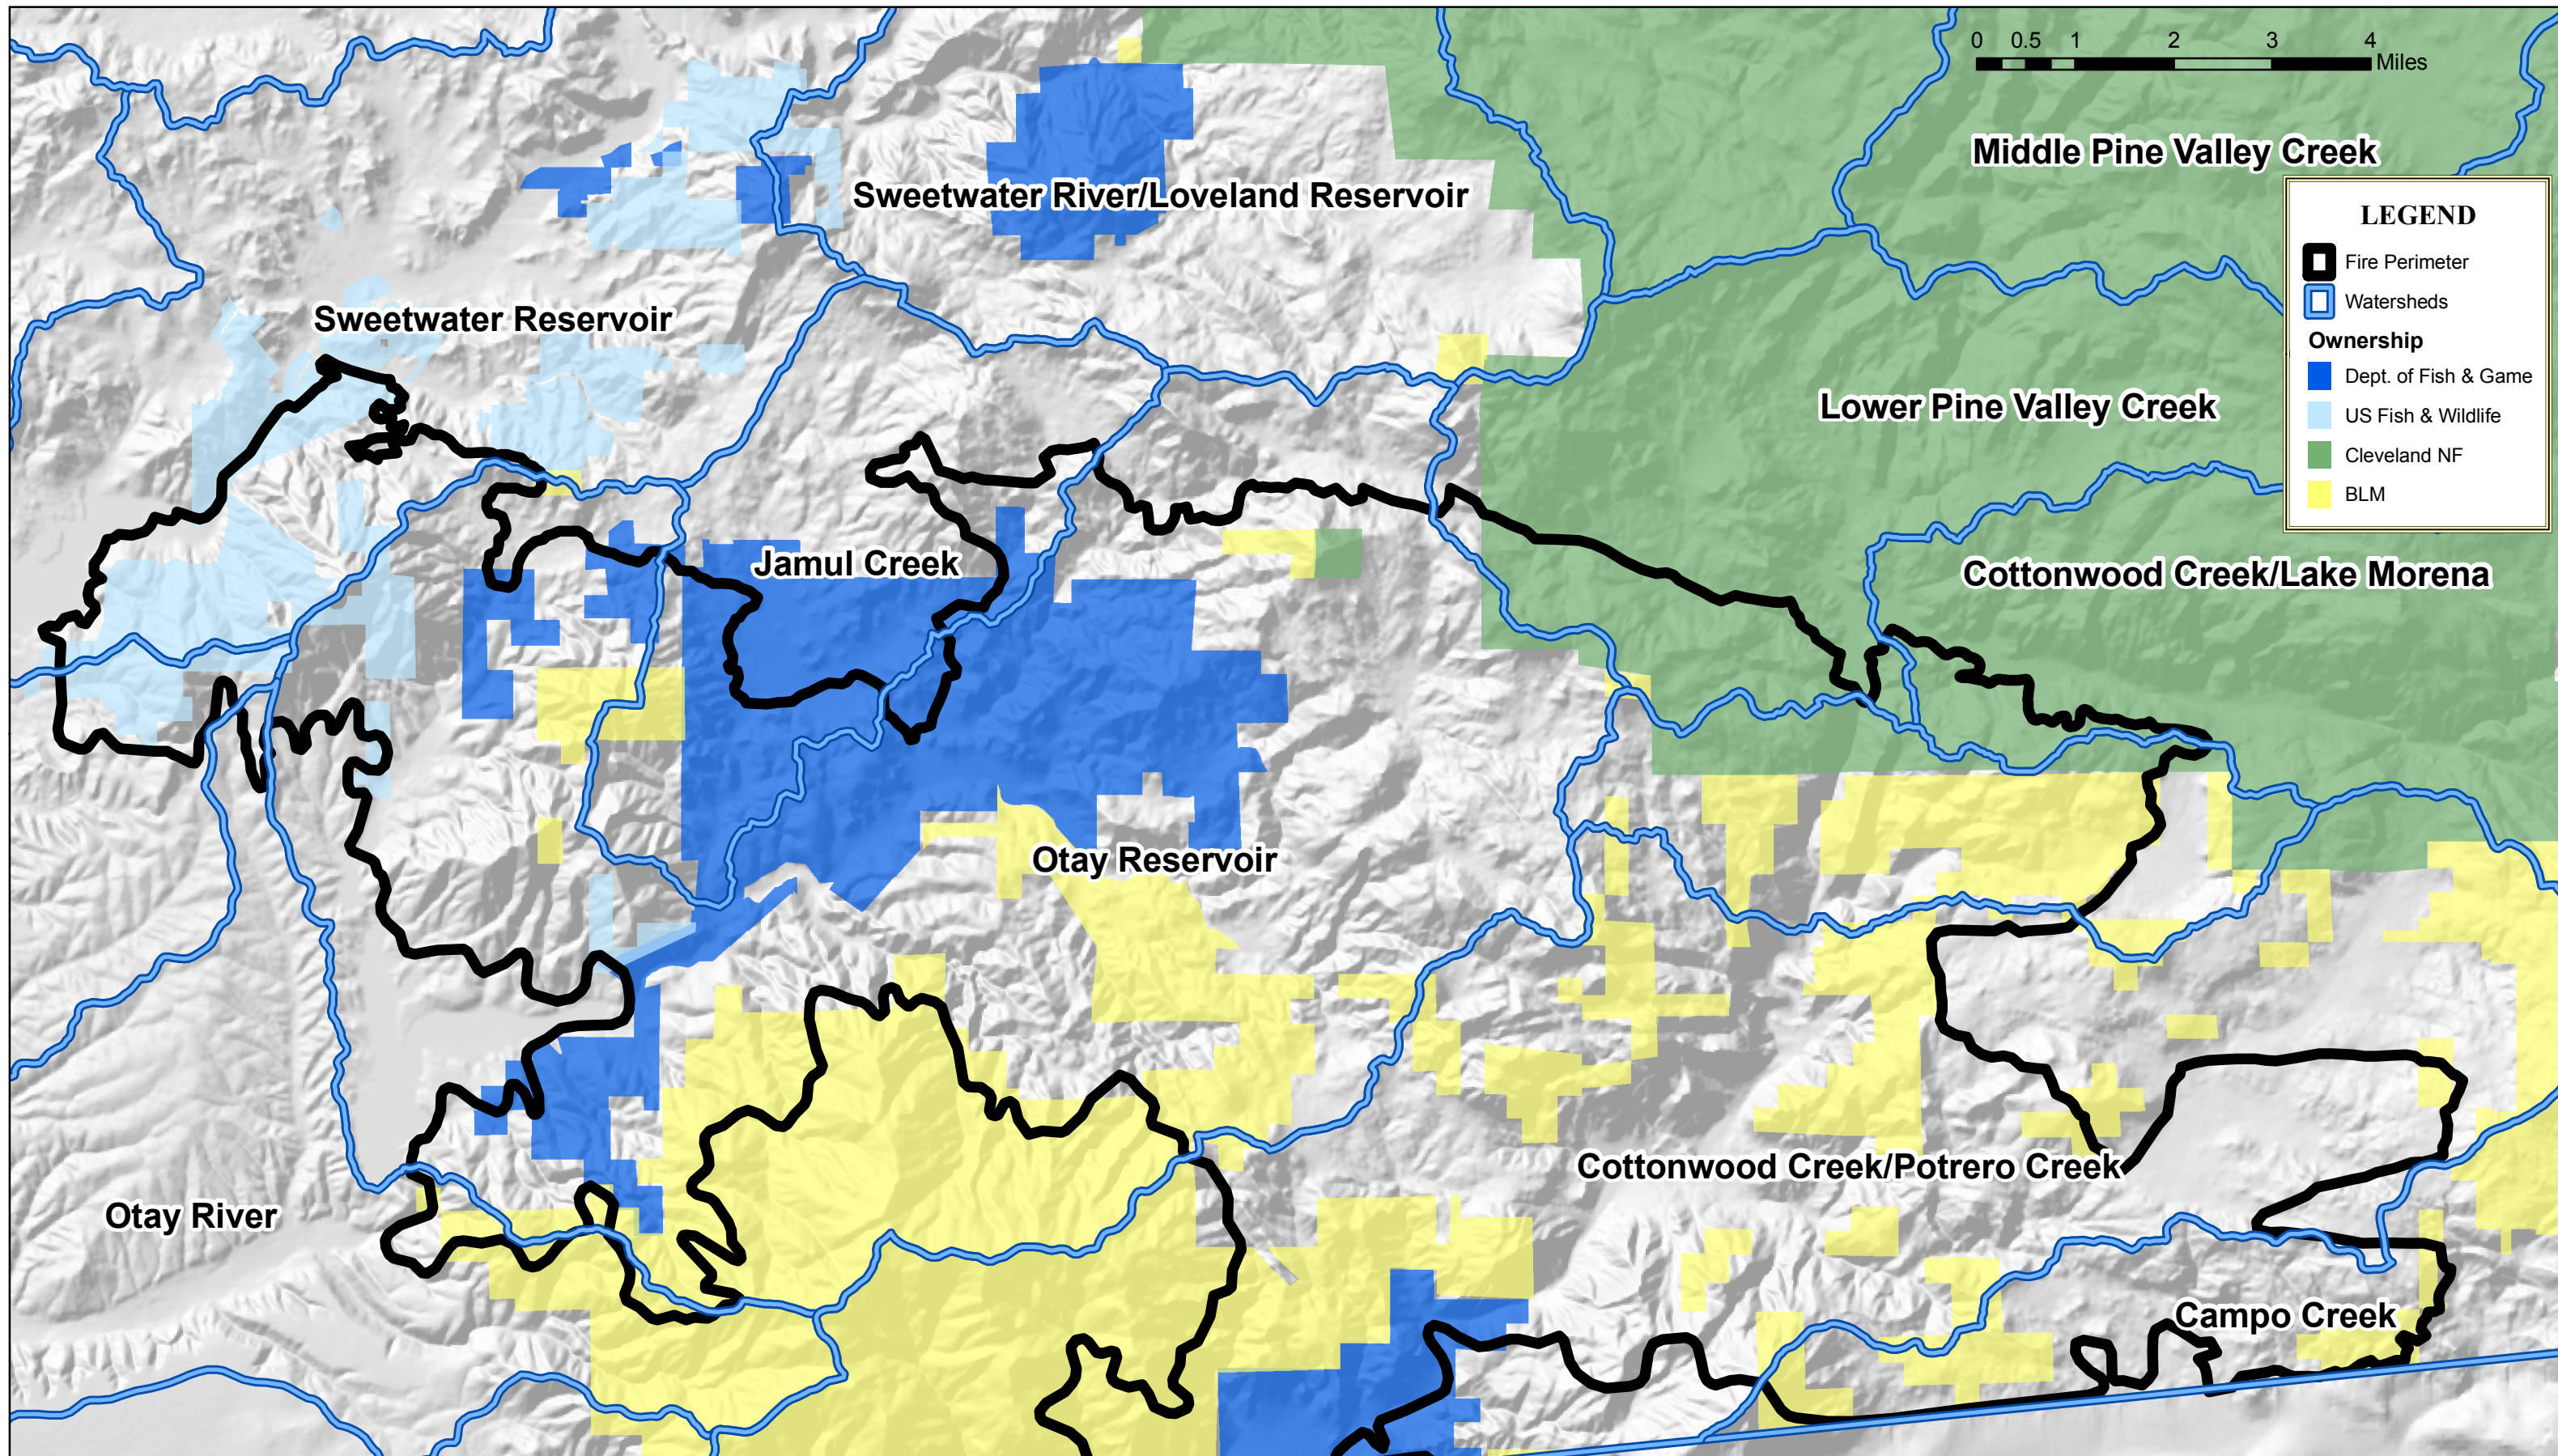 0 0.5 1 2 3 4
Miles
Middle Pine Valley Creek
Sweetwater River/Loveland Reservoir
LEGEND
Fire Perimeter
Watersheds
Ownership
Dept. of Fish & Game
US Fish & Wildlife
Cleveland NF
BLM
Sweetwater Reservoir
Lower Pine Valley Creek
Jamul Creek
Cottonwood Creek/Lake Morena
Otay Reservoir
Cottonwood Creek/Potrero Creek
Otay River
Campo Creek